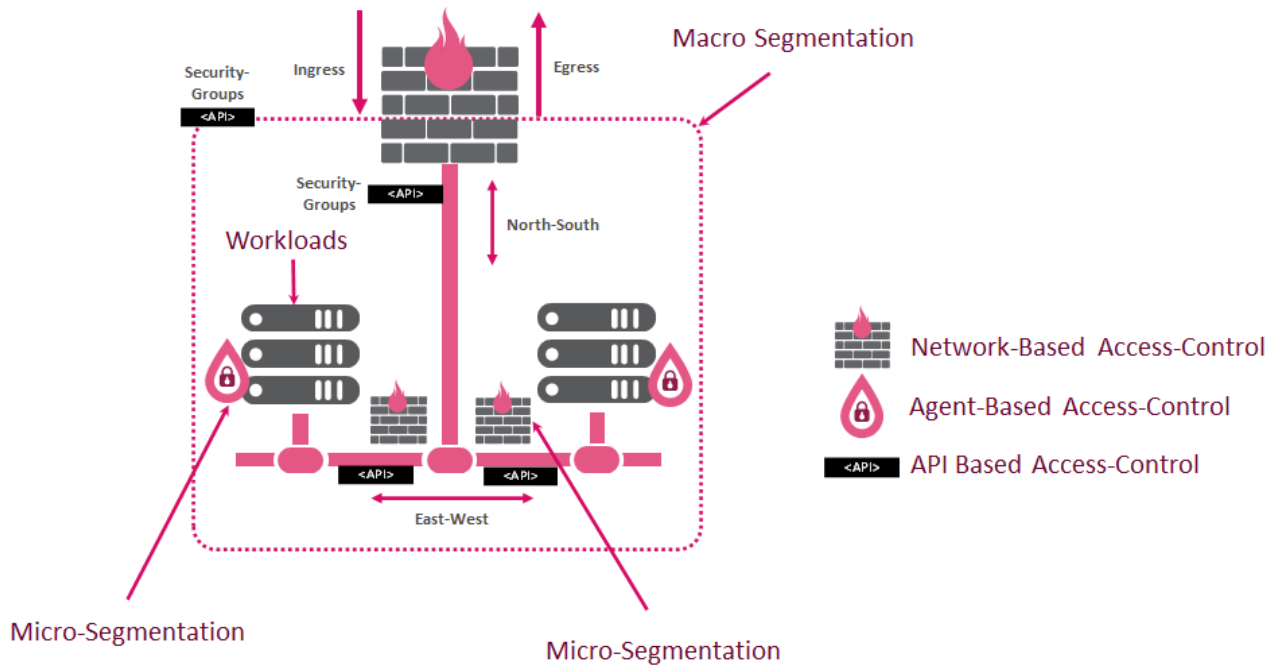 Macro Segmentation
Ingress
Egress
Security-
Groups
<API>
Security-
Groups
<API>
North-South
Workloads
Network-Based Access-Control
Agent-Based Access-Control
<API>
API Based Access-Control
<API>
<API>
East-West
Micro-Segmentation
Micro-Segmentation